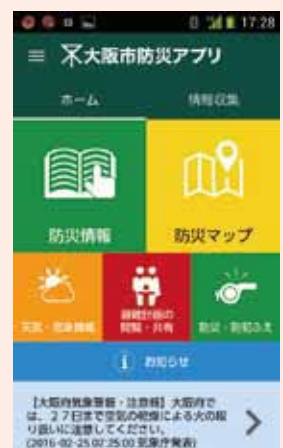 17:28
大阪市防災アプリ
ホーム 情報収集
防災情報 防災マップ
天気・気象情報 避難計画の
閲覧・共有 防災・防犯ふえ
お知らせ
【大阪府気象警報・注意報】大阪府で
は、27日まで空気の乾燥による火の取
り扱いに注意してください。
(2016-02-25 07:25:00 気象庁発表)